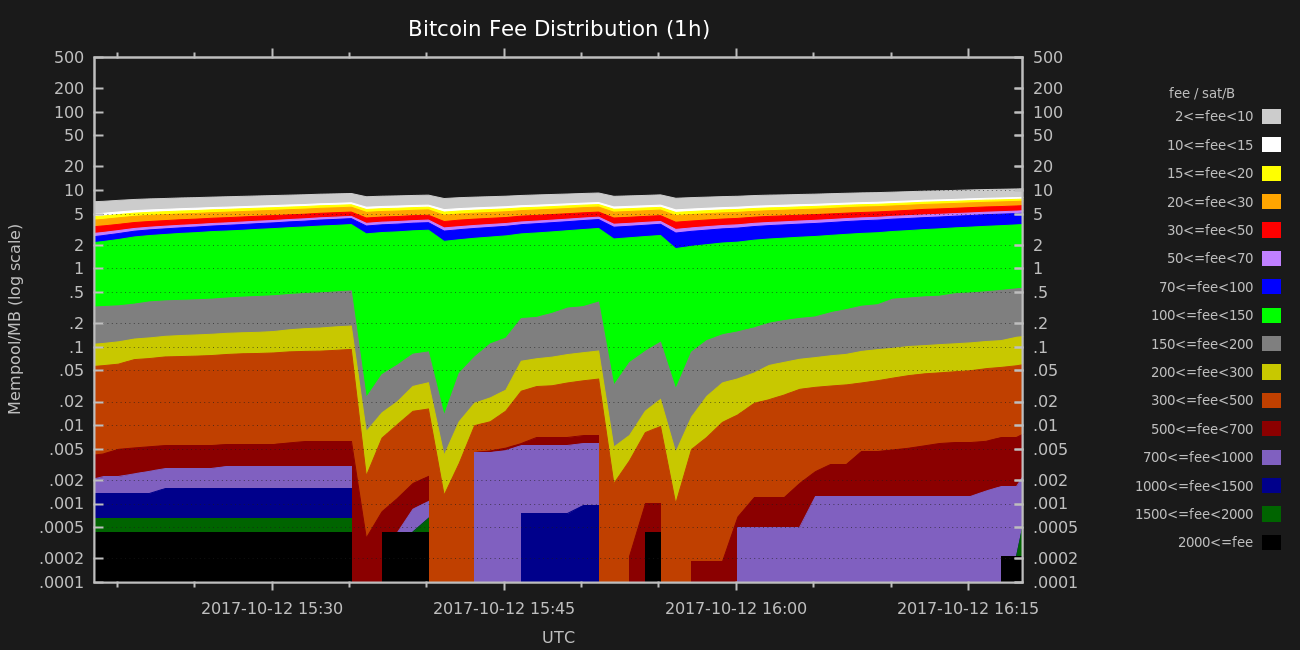 Bitcoin Fee Distribution (1h)
500 500
200 200
100 100
50 50
20 20
10 10
5 5
2 2
1 1
.5 .5
.2 .2
.1 .1
.05 .05
.02 .02
.01 .01
.005 .005
.002 .002
.001 .001
.0005 .0005
.0002 .0002
.0001 .0001
Mempool/MB (log scale)
2017-10-12 15:30 2017-10-12 15:45 2017-10-12 16:00 2017-10-12 16:15
UTC
fee / sat/B
2<=fee<10
10<=fee<15
15<=fee<20
20<=fee<30
30<=fee<50
50<=fee<70
70<=fee<100
100<=fee<150
150<=fee<200
200<=fee<300
300<=fee<500
500<=fee<700
700<=fee<1000
1000<=fee<1500
1500<=fee<2000
2000<=fee